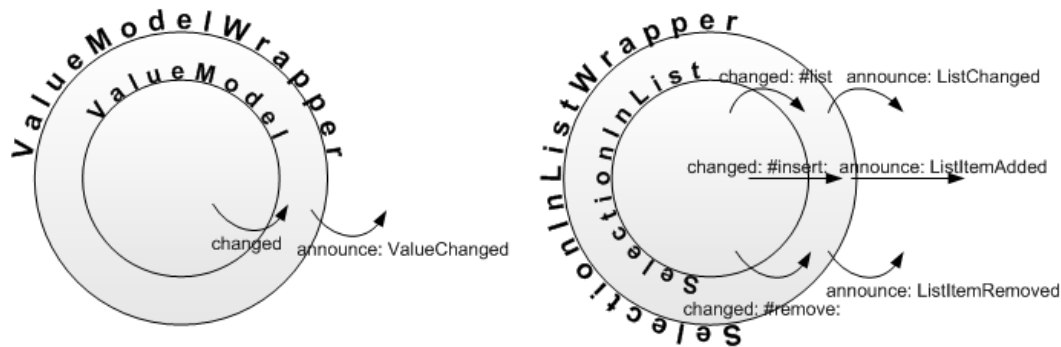 ValueModelWrapper
ValueModel
changed
announce: ValueChanged
SelectionInListWrapper
SelectionInList
changed: #list
announce: ListChanged
changed: #insert:
announce: ListItemAdded
changed: #remove:
announce: ListItemRemoved